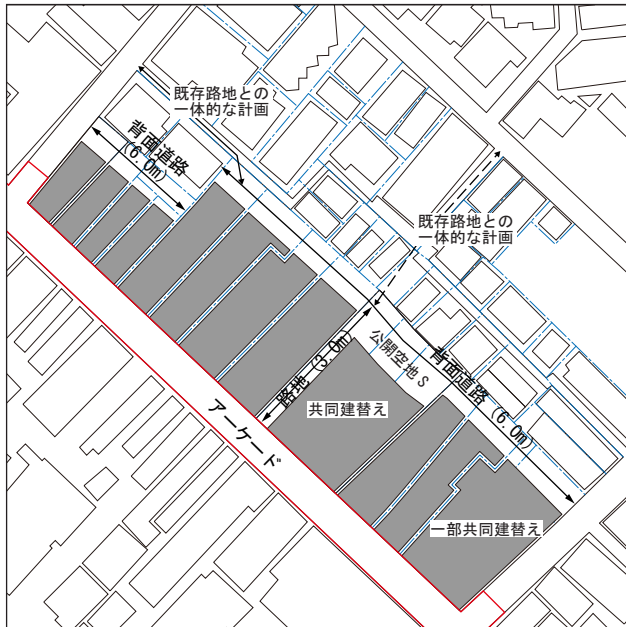 既存路地との
一体的な計画
背面道路
(6.0m)
既存路地との
一体的な計画
公開空地 S
背面道路 (6.0m)
路地 (3.0m)
共同建替え
アーケード
一部共同建替え